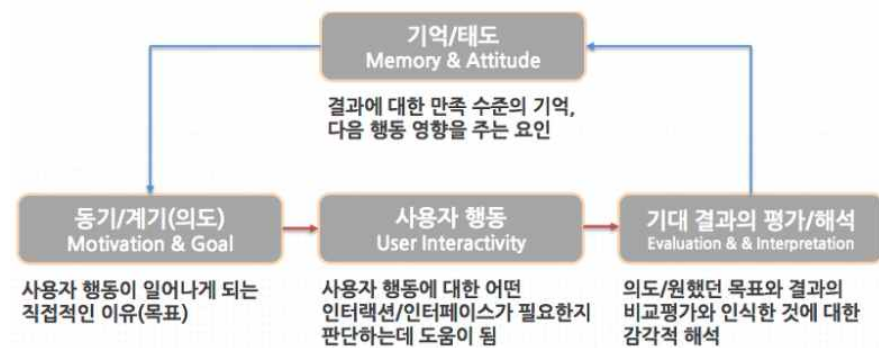 기억/태도
Memory & Attitude
결과에 대한 만족 수준의 기억,
다음 행동 영향을 주는 요인
동기/계기(의도)
Motivation & Goal
사용자 행동이 일어나게 되는
직접적인 이유(목표)
사용자 행동
User Interactivity
사용자 행동에 대한 어떤
인터랙션/인터페이스가 필요한지
판단하는데 도움이 됨
기대 결과의 평가/해석
Evaluation & & Interpretation
의도/원했던 목표와 결과의
비교평가와 인식한 것에 대한
감각적 해석